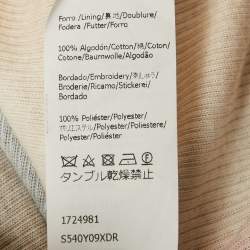 Forro/Lining/裏地/Doublure/
Fodera/Futter/Forro
100% Algodón/Cotton/綿/Coton/
Cotone/Baumwolle/Algodão
Bordado/Embroidery/刺しゅう/
Broderie/Ricamo/Stickerei/
Bordado
100% Poliéster/Polyester/
ポリエステル/Polyester/Poliestere/
Polyester/Poliéster
タンブル乾燥禁止
1724981
S540Y09XDR